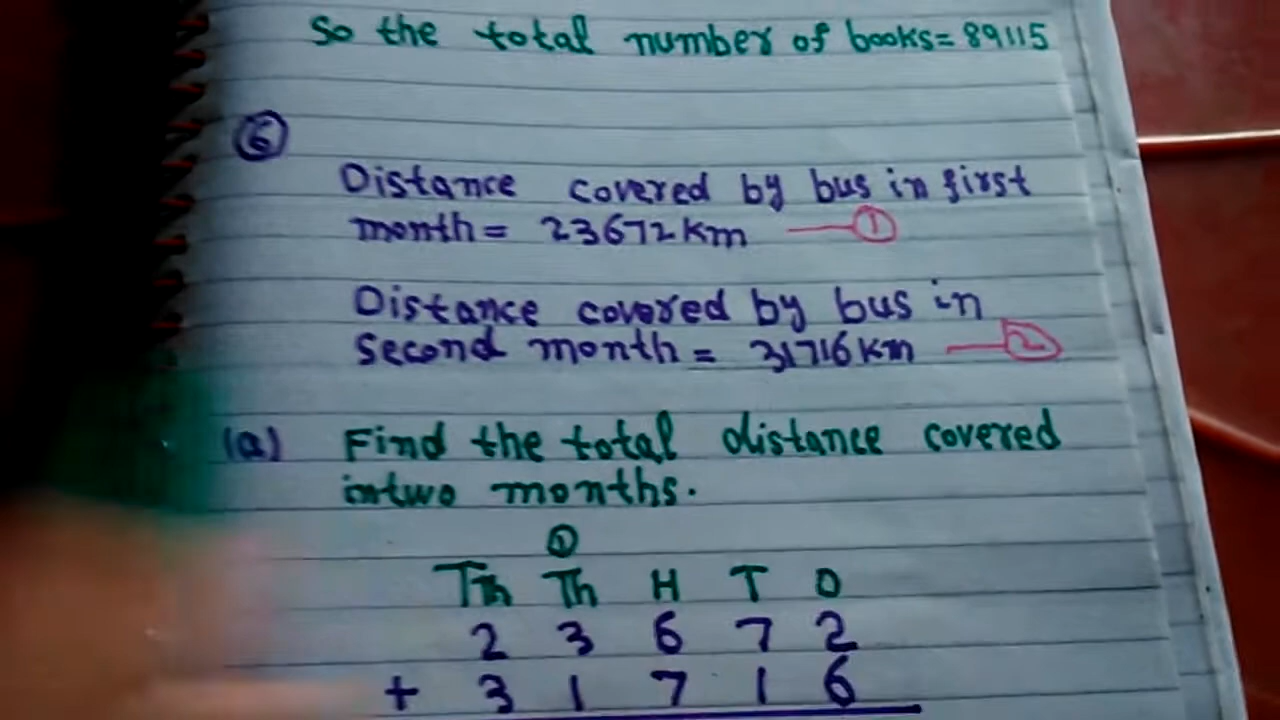 So the total number of books= 89115
6
Distance covered by bus in first
month = 23672 km — 1
Distance covered by bus in
second month = 31716 km — 2
(a) Find the total distance covered
in two months.
1
Tth Th H T O
2 3 6 7 2
+ 3 1 7 1 6